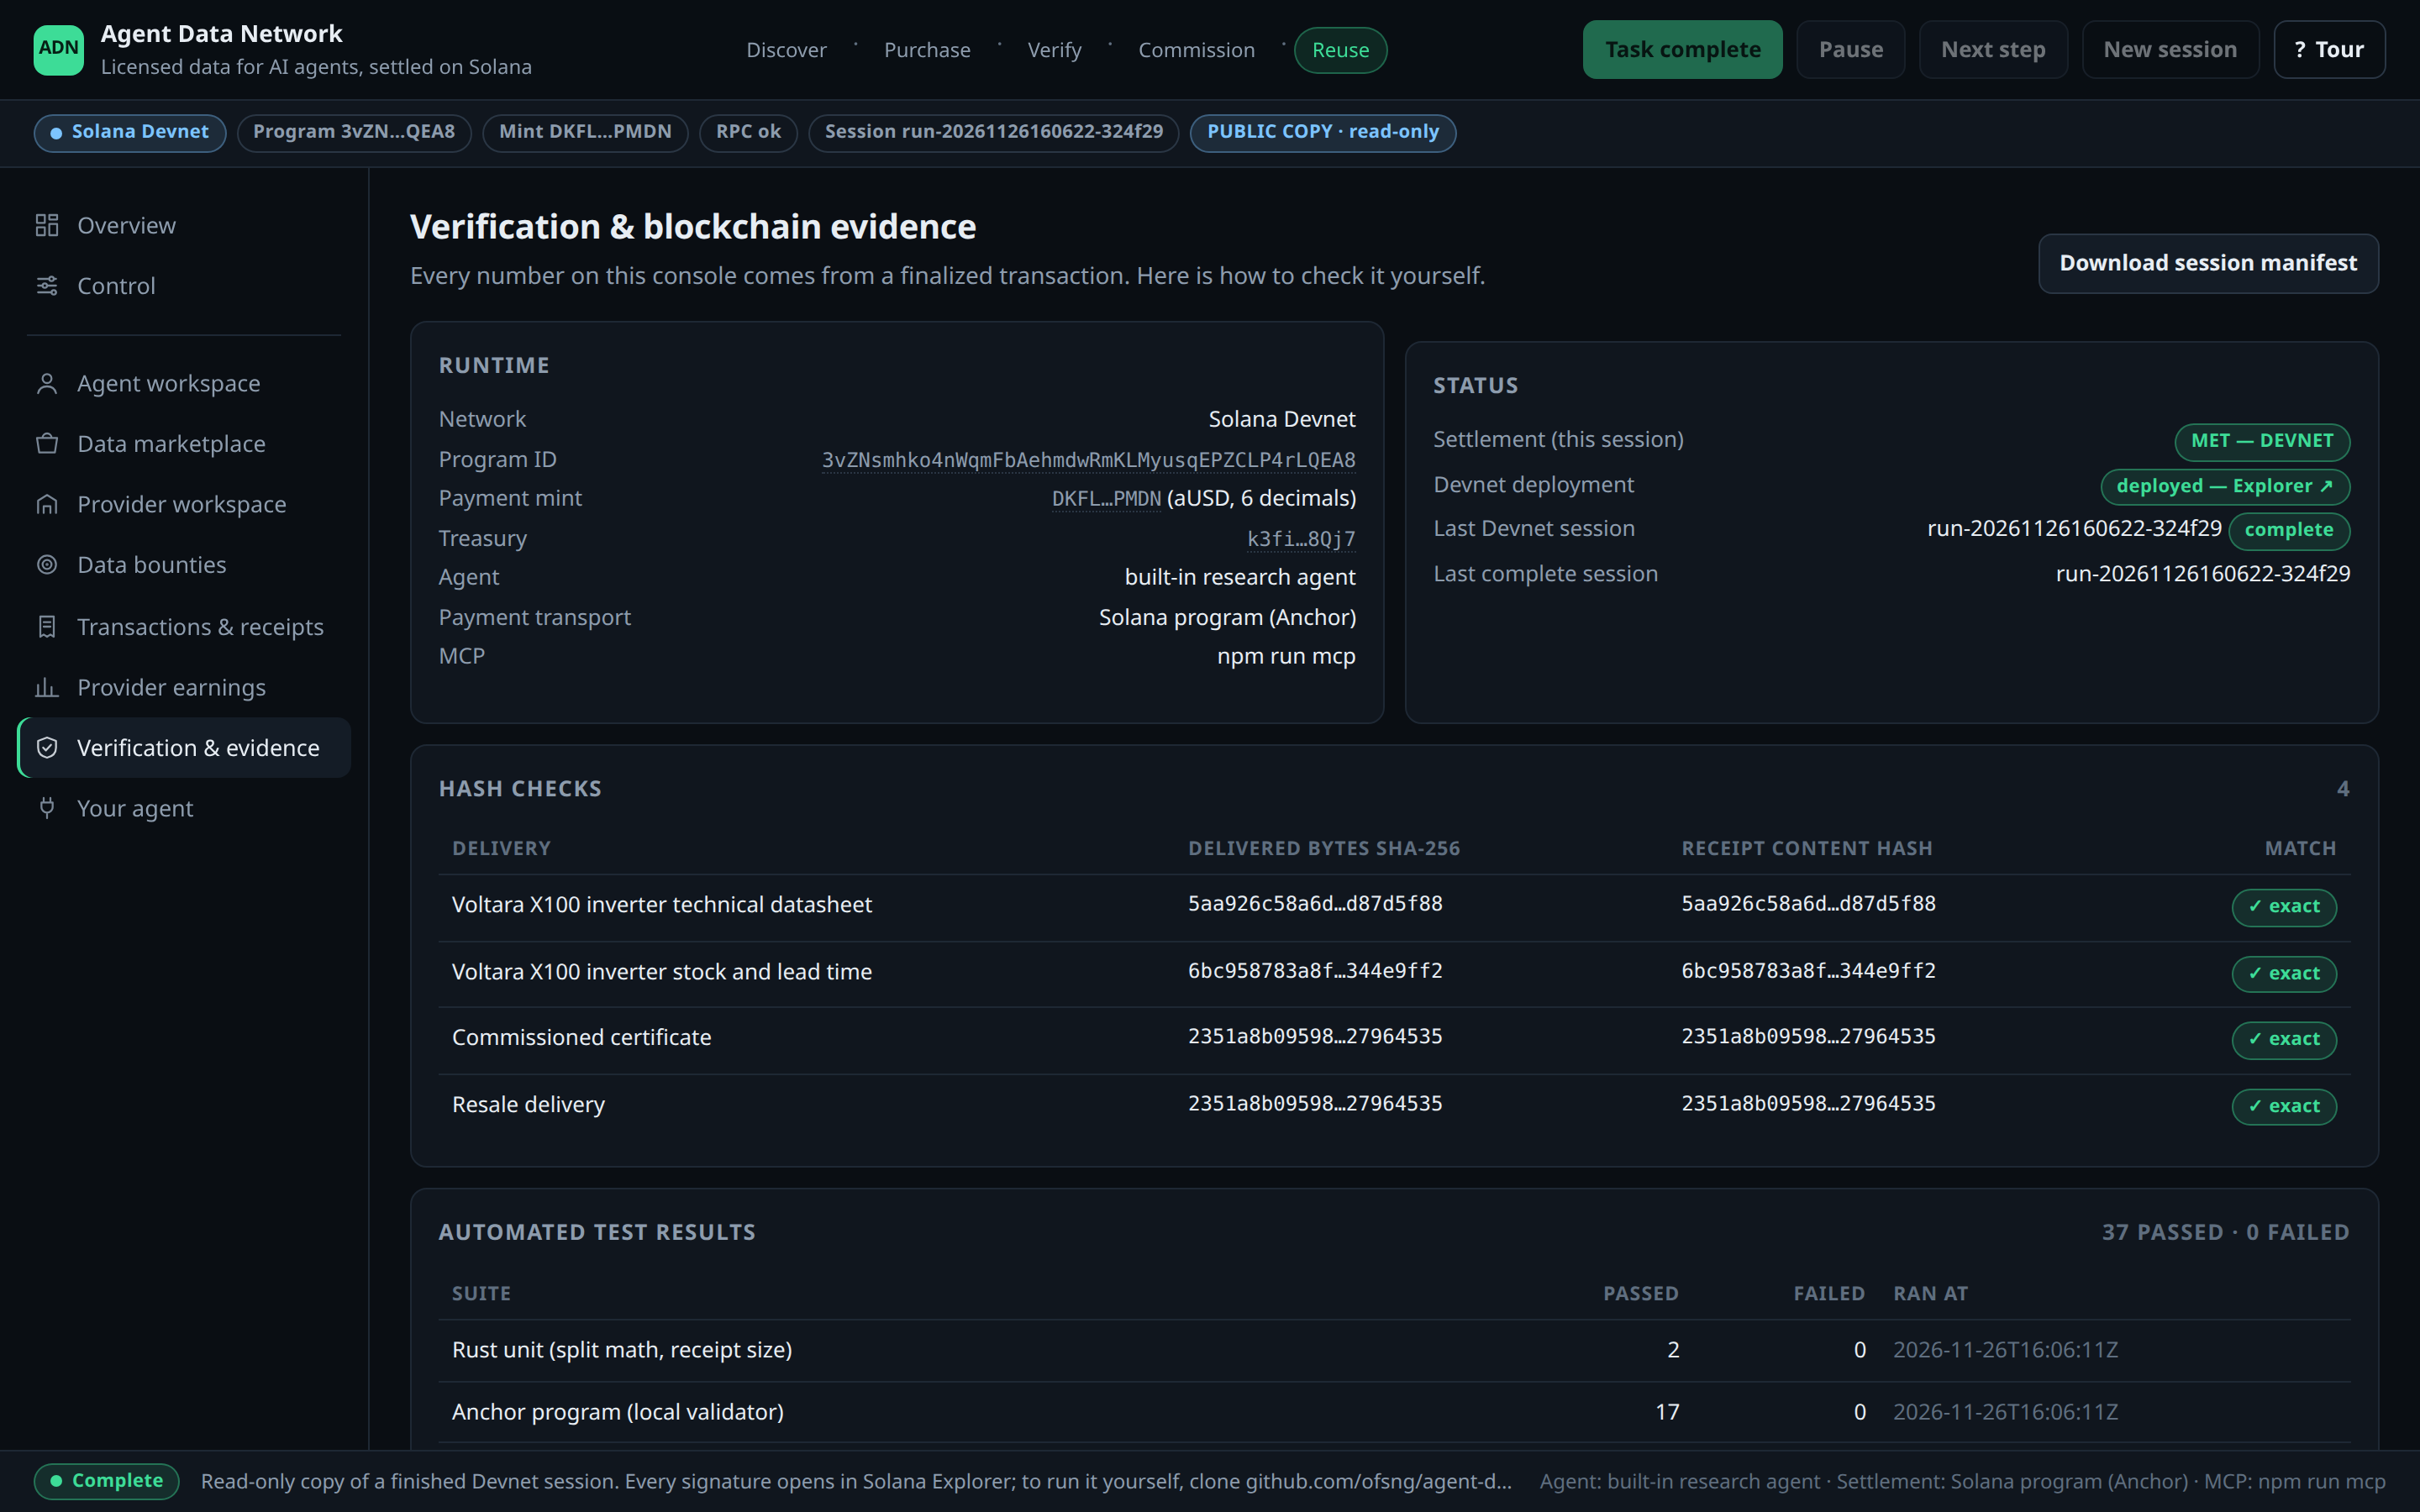 ADN
Agent Data Network
Licensed data for AI agents, settled on Solana
Discover · Purchase · Verify · Commission · Reuse
Task complete
Pause
Next step
New session
? Tour
Solana Devnet
Program 3vZN…QEA8
Mint DKFL…PMDN
RPC ok
Session run-20261126160622-324f29
PUBLIC COPY · read-only
Overview
Control
Agent workspace
Data marketplace
Provider workspace
Data bounties
Transactions & receipts
Provider earnings
Verification & evidence
Your agent
Verification & blockchain evidence
Every number on this console comes from a finalized transaction. Here is how to check it yourself.
Download session manifest
RUNTIME
Network Solana Devnet
Program ID 3vZNsmhko4nWqmFbAehmdwRmKLMyusqEPZCLP4rLQEA8
Payment mint DKFL…PMDN (aUSD, 6 decimals)
Treasury k3fi…8Qj7
Agent built-in research agent
Payment transport Solana program (Anchor)
MCP npm run mcp
STATUS
Settlement (this session) MET — DEVNET
Devnet deployment deployed — Explorer ↗
Last Devnet session run-20261126160622-324f29 complete
Last complete session run-20261126160622-324f29
HASH CHECKS 4
DELIVERY DELIVERED BYTES SHA-256 RECEIPT CONTENT HASH MATCH
Voltara X100 inverter technical datasheet 5aa926c58a6d…d87d5f88 5aa926c58a6d…d87d5f88 ✓ exact
Voltara X100 inverter stock and lead time 6bc958783a8f…344e9ff2 6bc958783a8f…344e9ff2 ✓ exact
Commissioned certificate 2351a8b09598…27964535 2351a8b09598…27964535 ✓ exact
Resale delivery 2351a8b09598…27964535 2351a8b09598…27964535 ✓ exact
AUTOMATED TEST RESULTS 37 PASSED · 0 FAILED
SUITE PASSED FAILED RAN AT
Rust unit (split math, receipt size) 2 0 2026-11-26T16:06:11Z
Anchor program (local validator) 17 0 2026-11-26T16:06:11Z
Complete
Read-only copy of a finished Devnet session. Every signature opens in Solana Explorer; to run it yourself, clone github.com/ofsng/agent-d…
Agent: built-in research agent · Settlement: Solana program (Anchor) · MCP: npm run mcp